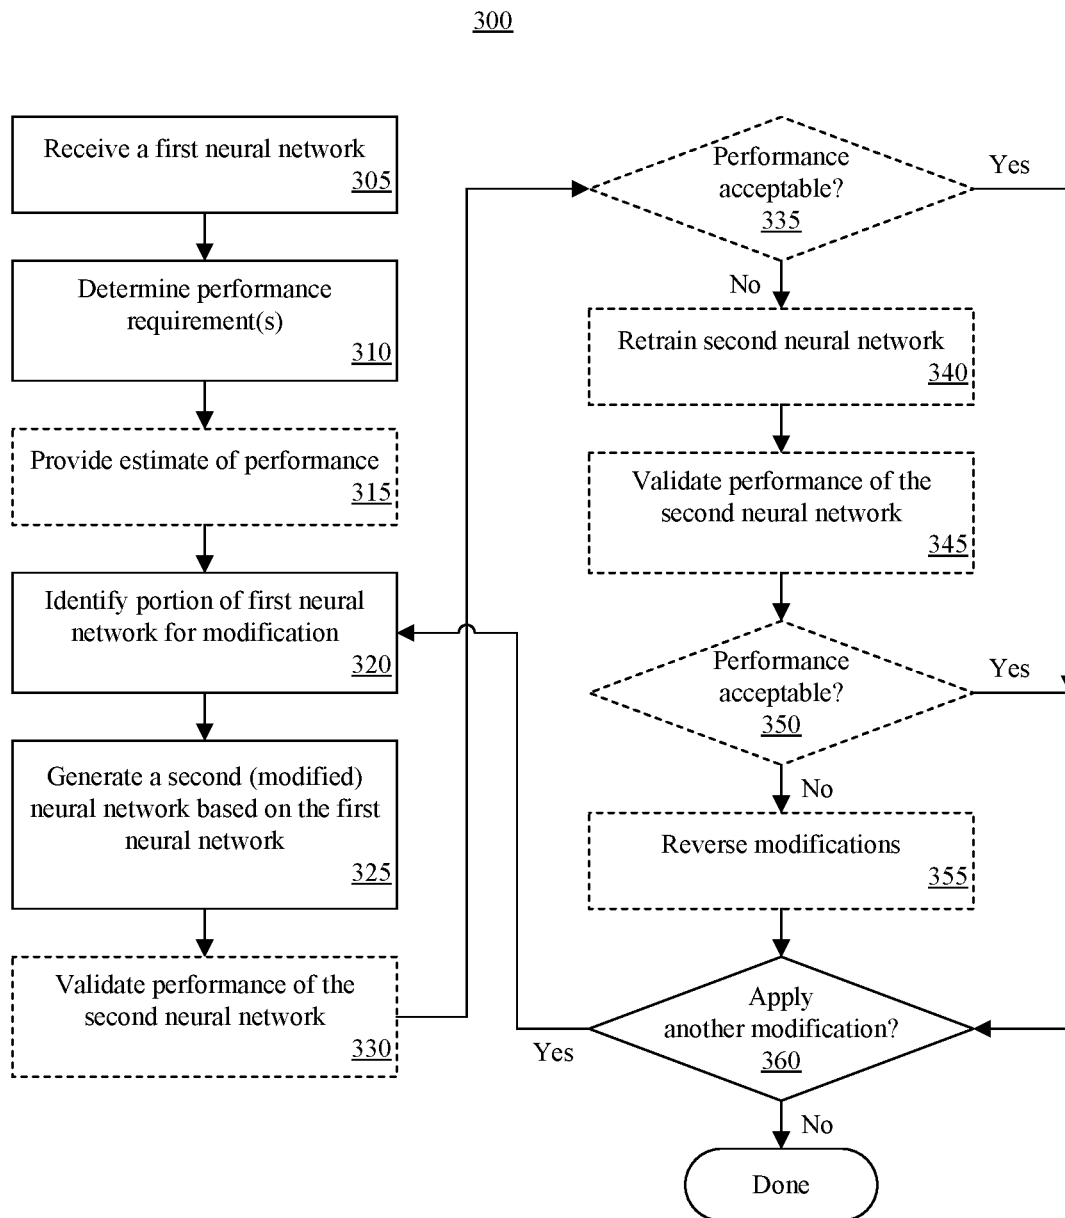 300
Receive a first neural network
305
Determine performance
requirement(s)
310
Provide estimate of performance
315
Identify portion of first neural
network for modification
320
Generate a second (modified)
neural network based on the first
neural network
325
Validate performance of the
second neural network
330
Performance
acceptable?
335
Yes
No
Retrain second neural network
340
Validate performance of the
second neural network
345
Performance
acceptable?
350
Yes
No
Reverse modifications
355
Apply
another modification?
360
Yes
No
Done